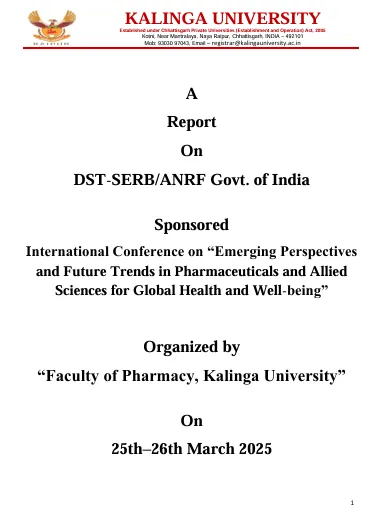 KALINGA UNIVERSITY
Established under Chhattisgarh Private Universities (Establishment and Operation) Act, 2005
Kotni, Near Mantralaya, Naya Raipur, Chhattisgarh, INDIA – 492101
Mob: 93030 97043, Email – registrar@kalingauniversity.ac.in
A
Report
On
DST-SERB/ANRF Govt. of India
Sponsored
International Conference on “Emerging Perspectives
and Future Trends in Pharmaceuticals and Allied
Sciences for Global Health and Well-being”
Organized by
“Faculty of Pharmacy, Kalinga University”
On
25th–26th March 2025
1